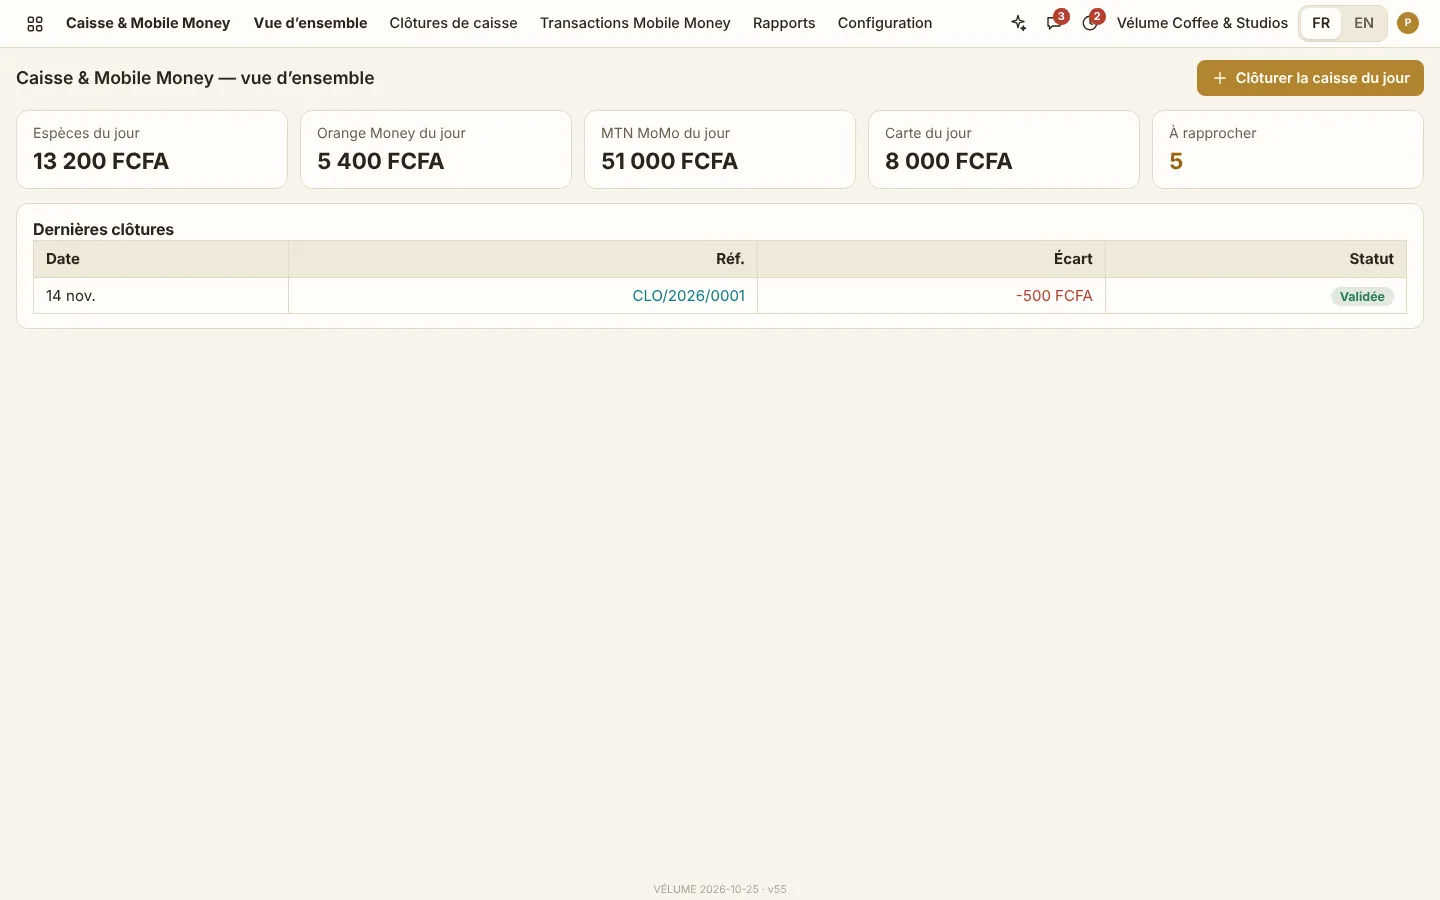 Caisse & Mobile Money Vue d’ensemble Clôtures de caisse Transactions Mobile Money Rapports Configuration 3 2 Vélume Coffee & Studios FR EN P
Caisse & Mobile Money — vue d’ensemble
+ Clôturer la caisse du jour
Espèces du jour
13 200 FCFA
Orange Money du jour
5 400 FCFA
MTN MoMo du jour
51 000 FCFA
Carte du jour
8 000 FCFA
À rapprocher
5
Dernières clôtures
Date Réf. Écart Statut
14 nov. CLO/2026/0001 -500 FCFA Validée
VÉLUME 2026-10-25 · v55